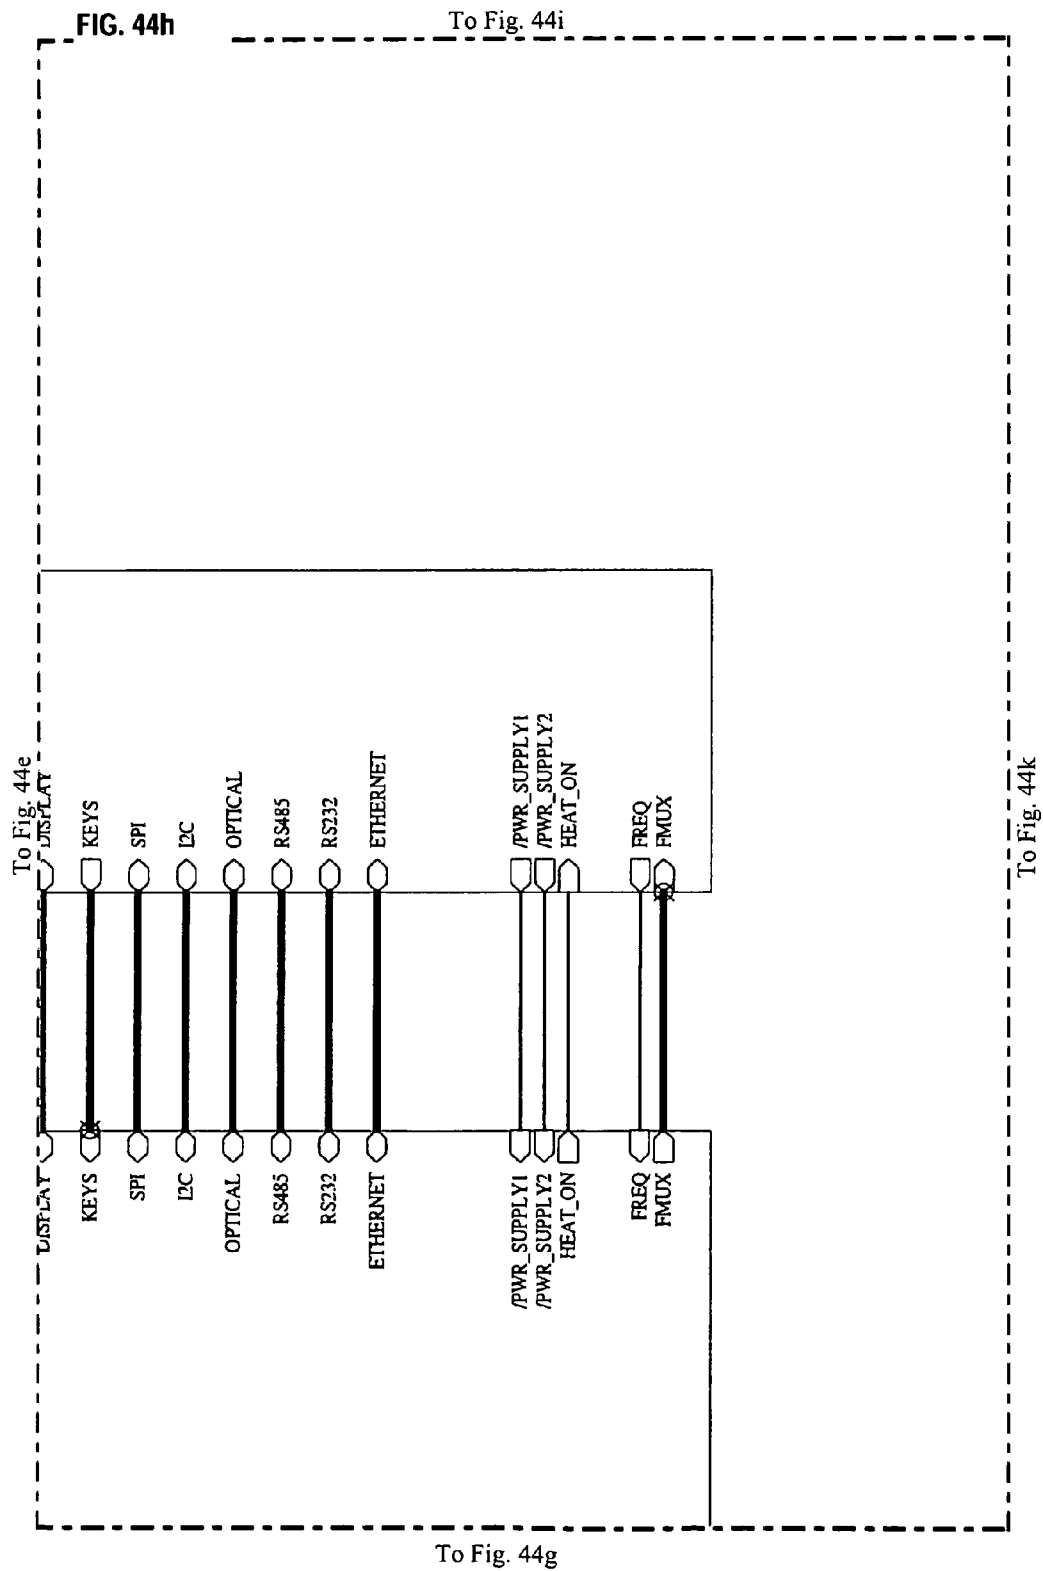 FIG. 44h
To Fig. 44i
To Fig. 44e
DISPLAY
KEYS
SPI
I2C
OPTICAL
RS485
RS232
ETHERNET
/PWR_SUPPLY1
/PWR_SUPPLY2
HEAT_ON
FREQ
FMUX
To Fig. 44k
DISPLAY
KEYS
SPI
I2C
OPTICAL
RS485
RS232
ETHERNET
/PWR_SUPPLY1
/PWR_SUPPLY2
HEAT_ON
FREQ
FMUX
To Fig. 44g